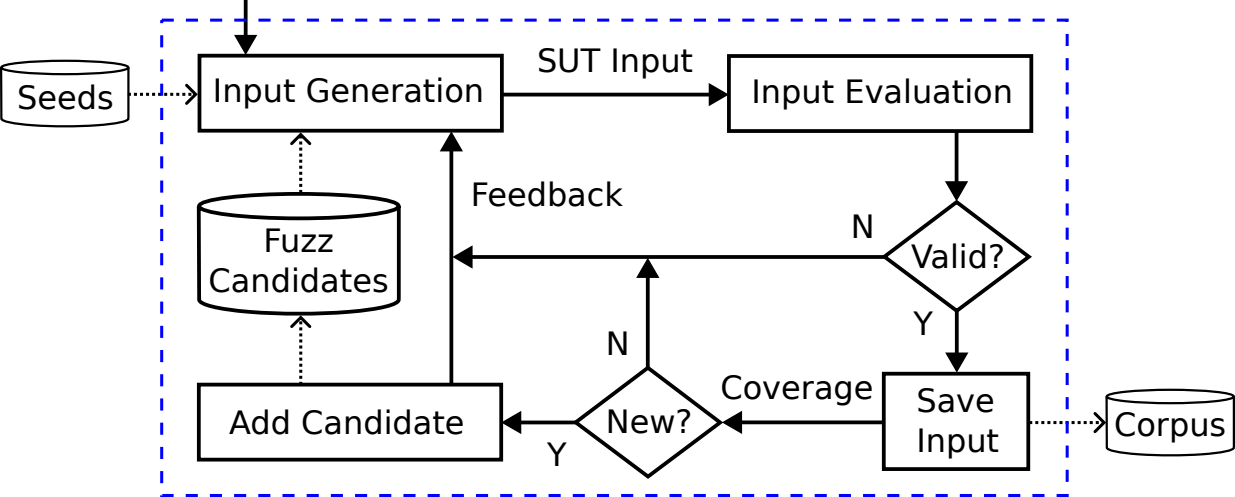 SUT Input
Seeds
Input Generation
Input Evaluation
Feedback
N
Fuzz
Candidates
Valid?
Y
N
Coverage
Save
Input
Add Candidate
New?
Corpus
Y